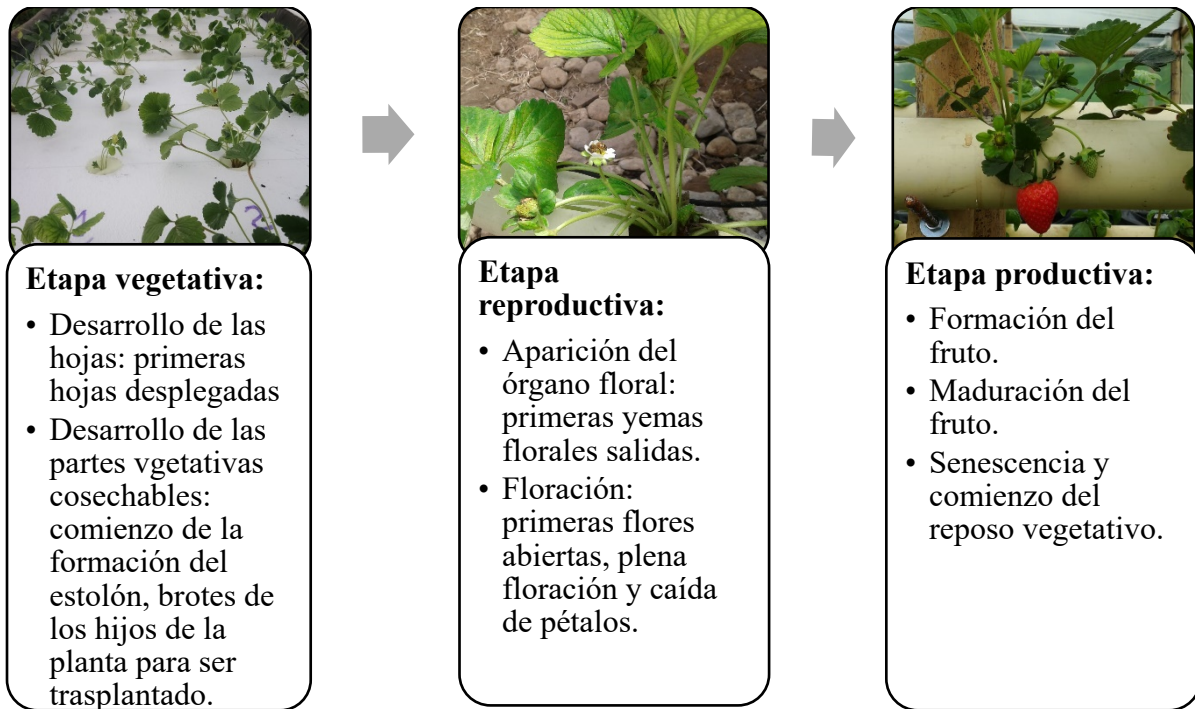 Etapa vegetativa:
• Desarrollo de las
hojas: primeras
hojas desplegadas
• Desarrollo de las
partes vgetativas
cosechables:
comienzo de la
formación del
estolón, brotes de
los hijos de la
planta para ser
trasplantado.
Etapa
reproductiva:
• Aparición del
órgano floral:
primeras yemas
florales salidas.
• Floración:
primeras flores
abiertas, plena
floración y caída
de pétalos.
Etapa productiva:
• Formación del
fruto.
• Maduración del
fruto.
• Senescencia y
comienzo del
reposo vegetativo.